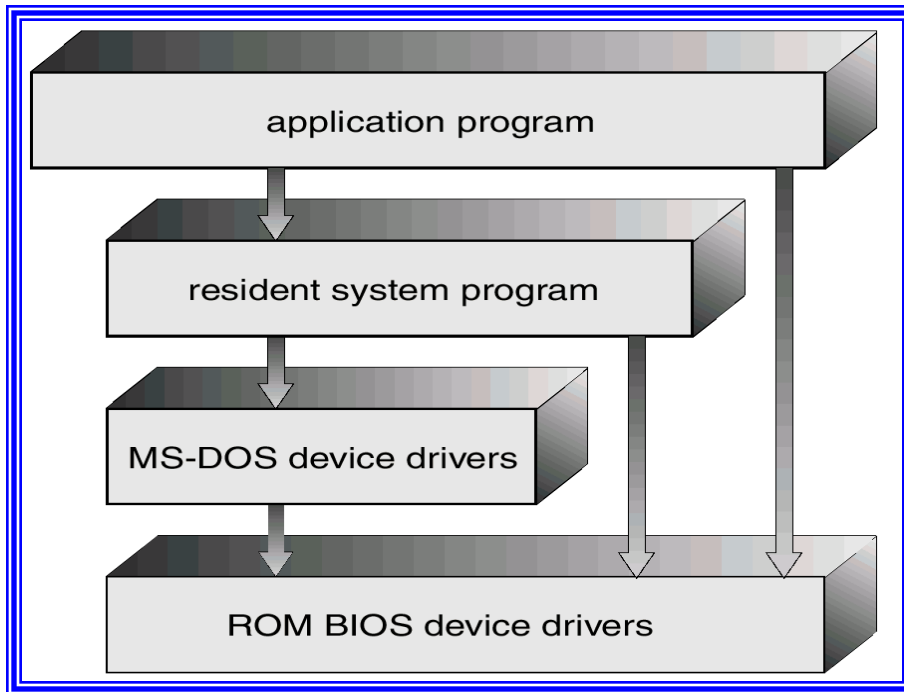 application program
resident system program
MS-DOS device drivers
ROM BIOS device drivers